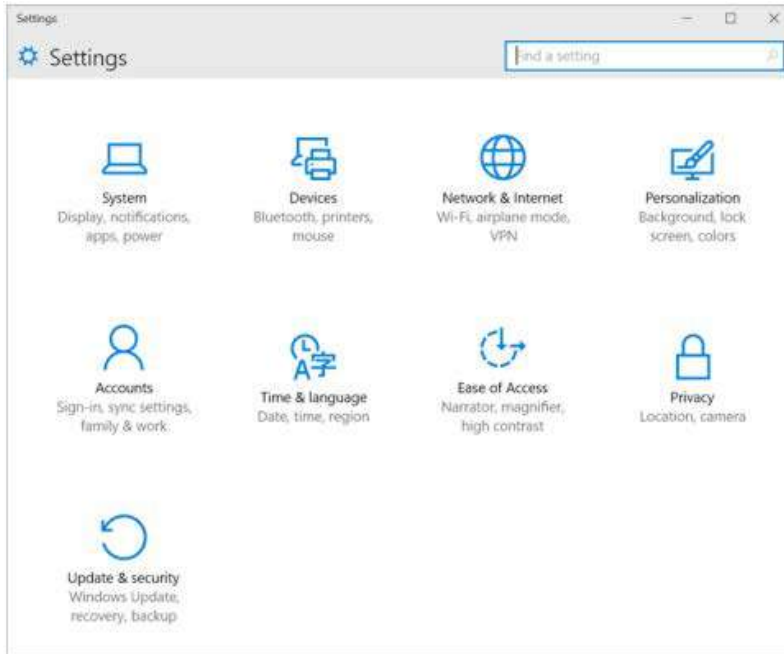 Settings
Settings
Find a setting
System
Display, notifications,
apps, power
Devices
Bluetooth, printers,
mouse
Network & Internet
Wi-Fi, airplane mode,
VPN
Personalization
Background, lock
screen, colors
Accounts
Sign-in, sync settings,
family & work
A字
Time & language
Date, time, region
Ease of Access
Narrator, magnifier,
high contrast
Privacy
Location, camera
Update & security
Windows Update,
recovery, backup